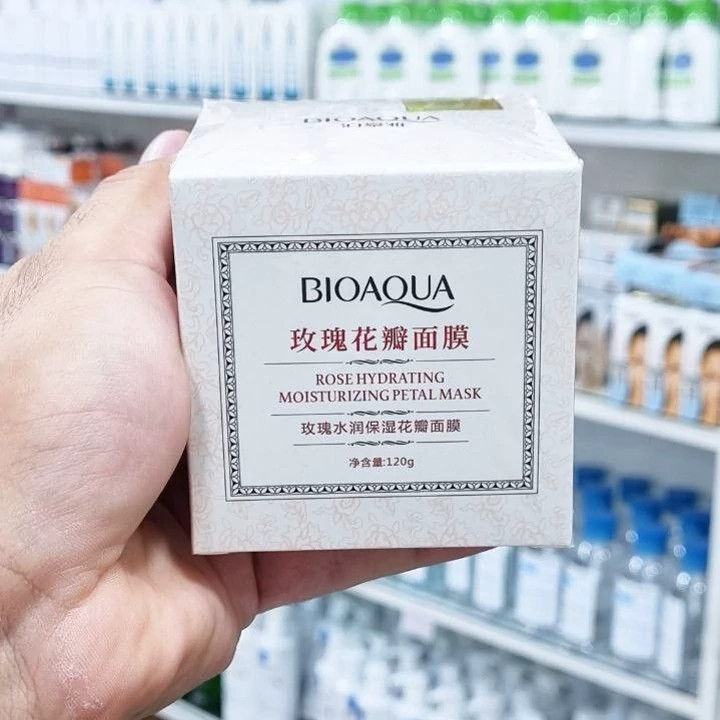 BIOAQUA
BIOAQUA
玫瑰花瓣面膜
ROSE HYDRATING
MOISTURIZING PETAL MASK
玫瑰水润保湿花瓣面膜
净含量:120g